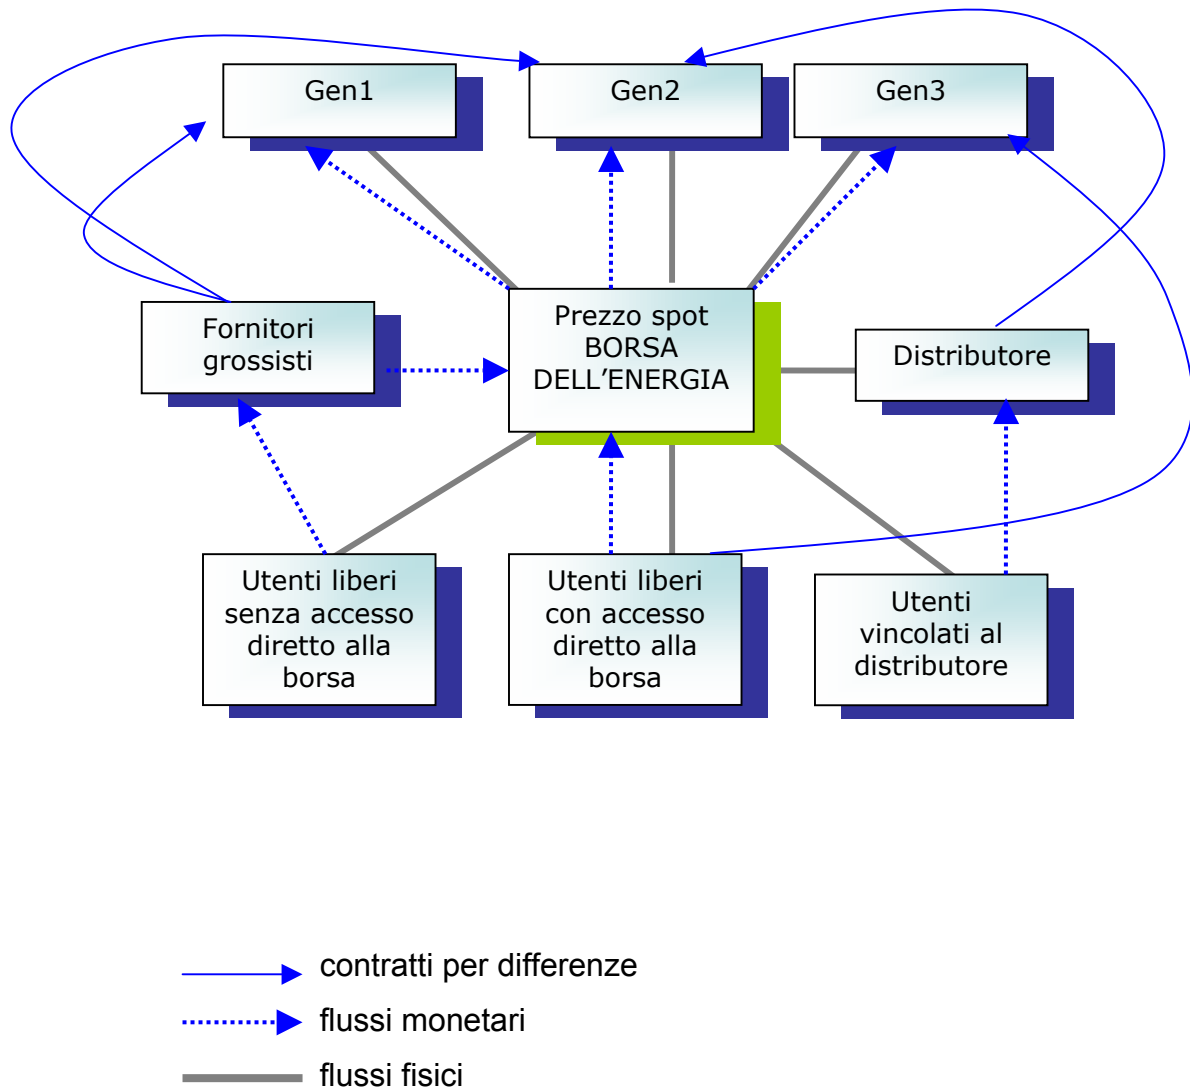 Gen1
Gen2
Gen3
Fornitori
grossisti
Prezzo spot
BORSA
DELL’ENERGIA
Distributore
Utenti liberi
senza accesso
diretto alla
borsa
Utenti liberi
con accesso
diretto alla
borsa
Utenti
vincolati al
distributore
contratti per differenze
flussi monetari
flussi fisici